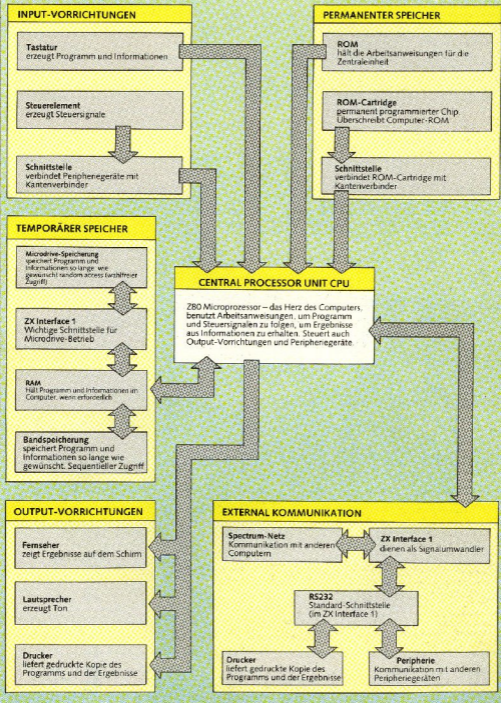 INPUT-VORRICHTUNGEN
Tastatur
erzeugt Programm und Informationen
Steuerelement
erzeugt Steuersignale
Schnittstelle
verbindet Peripheriegeräte mit
Kantenverbinder
PERMANENTER SPEICHER
ROM
hält die Arbeitsanweisungen für die
Zentraleinheit
ROM-Cartridge
permanent programmierter Chip.
Überschreibt Computer-ROM
Schnittstelle
verbindet ROM-Cartridge mit
Kantenverbinder
TEMPORÄRER SPEICHER
Microdrive-Speicherung
speichert Programm und
Informationen so lange wie
gewünscht random access (wahlfreier
Zugriff)
ZX Interface 1
Wichtige Schnittstelle für
Microdrive-Betrieb
RAM
Hält Programm und Informationen im
Computer, wenn erforderlich
Bandspeicherung
speichert Programm und
Informationen so lange wie
gewünscht. Sequentieller Zugriff
CENTRAL PROCESSOR UNIT CPU
Z80 Microprozessor – das Herz des Computers,
benutzt Arbeitsanweisungen, um Programm
und Steuersignalen zu folgen, um Ergebnisse
aus Informationen zu erhalten. Steuert auch
Output-Vorrichtungen und Peripheriegeräte.
OUTPUT-VORRICHTUNGEN
Fernseher
zeigt Ergebnisse auf dem Schirm
Lautsprecher
erzeugt Ton
Drucker
liefert gedruckte Kopie des
Programms und der Ergebnisse
EXTERNAL KOMMUNIKATION
Spectrum-Netz
Kommunikation mit anderen
Computern
ZX Interface 1
dienen als Signalumwandler
RS232
Standard-Schnittstelle
(im ZX Interface 1)
Drucker
liefert gedruckte Kopie des
Programms und der Ergebnisse
Peripherie
Kommunikation mit anderen
Peripheriegeräten